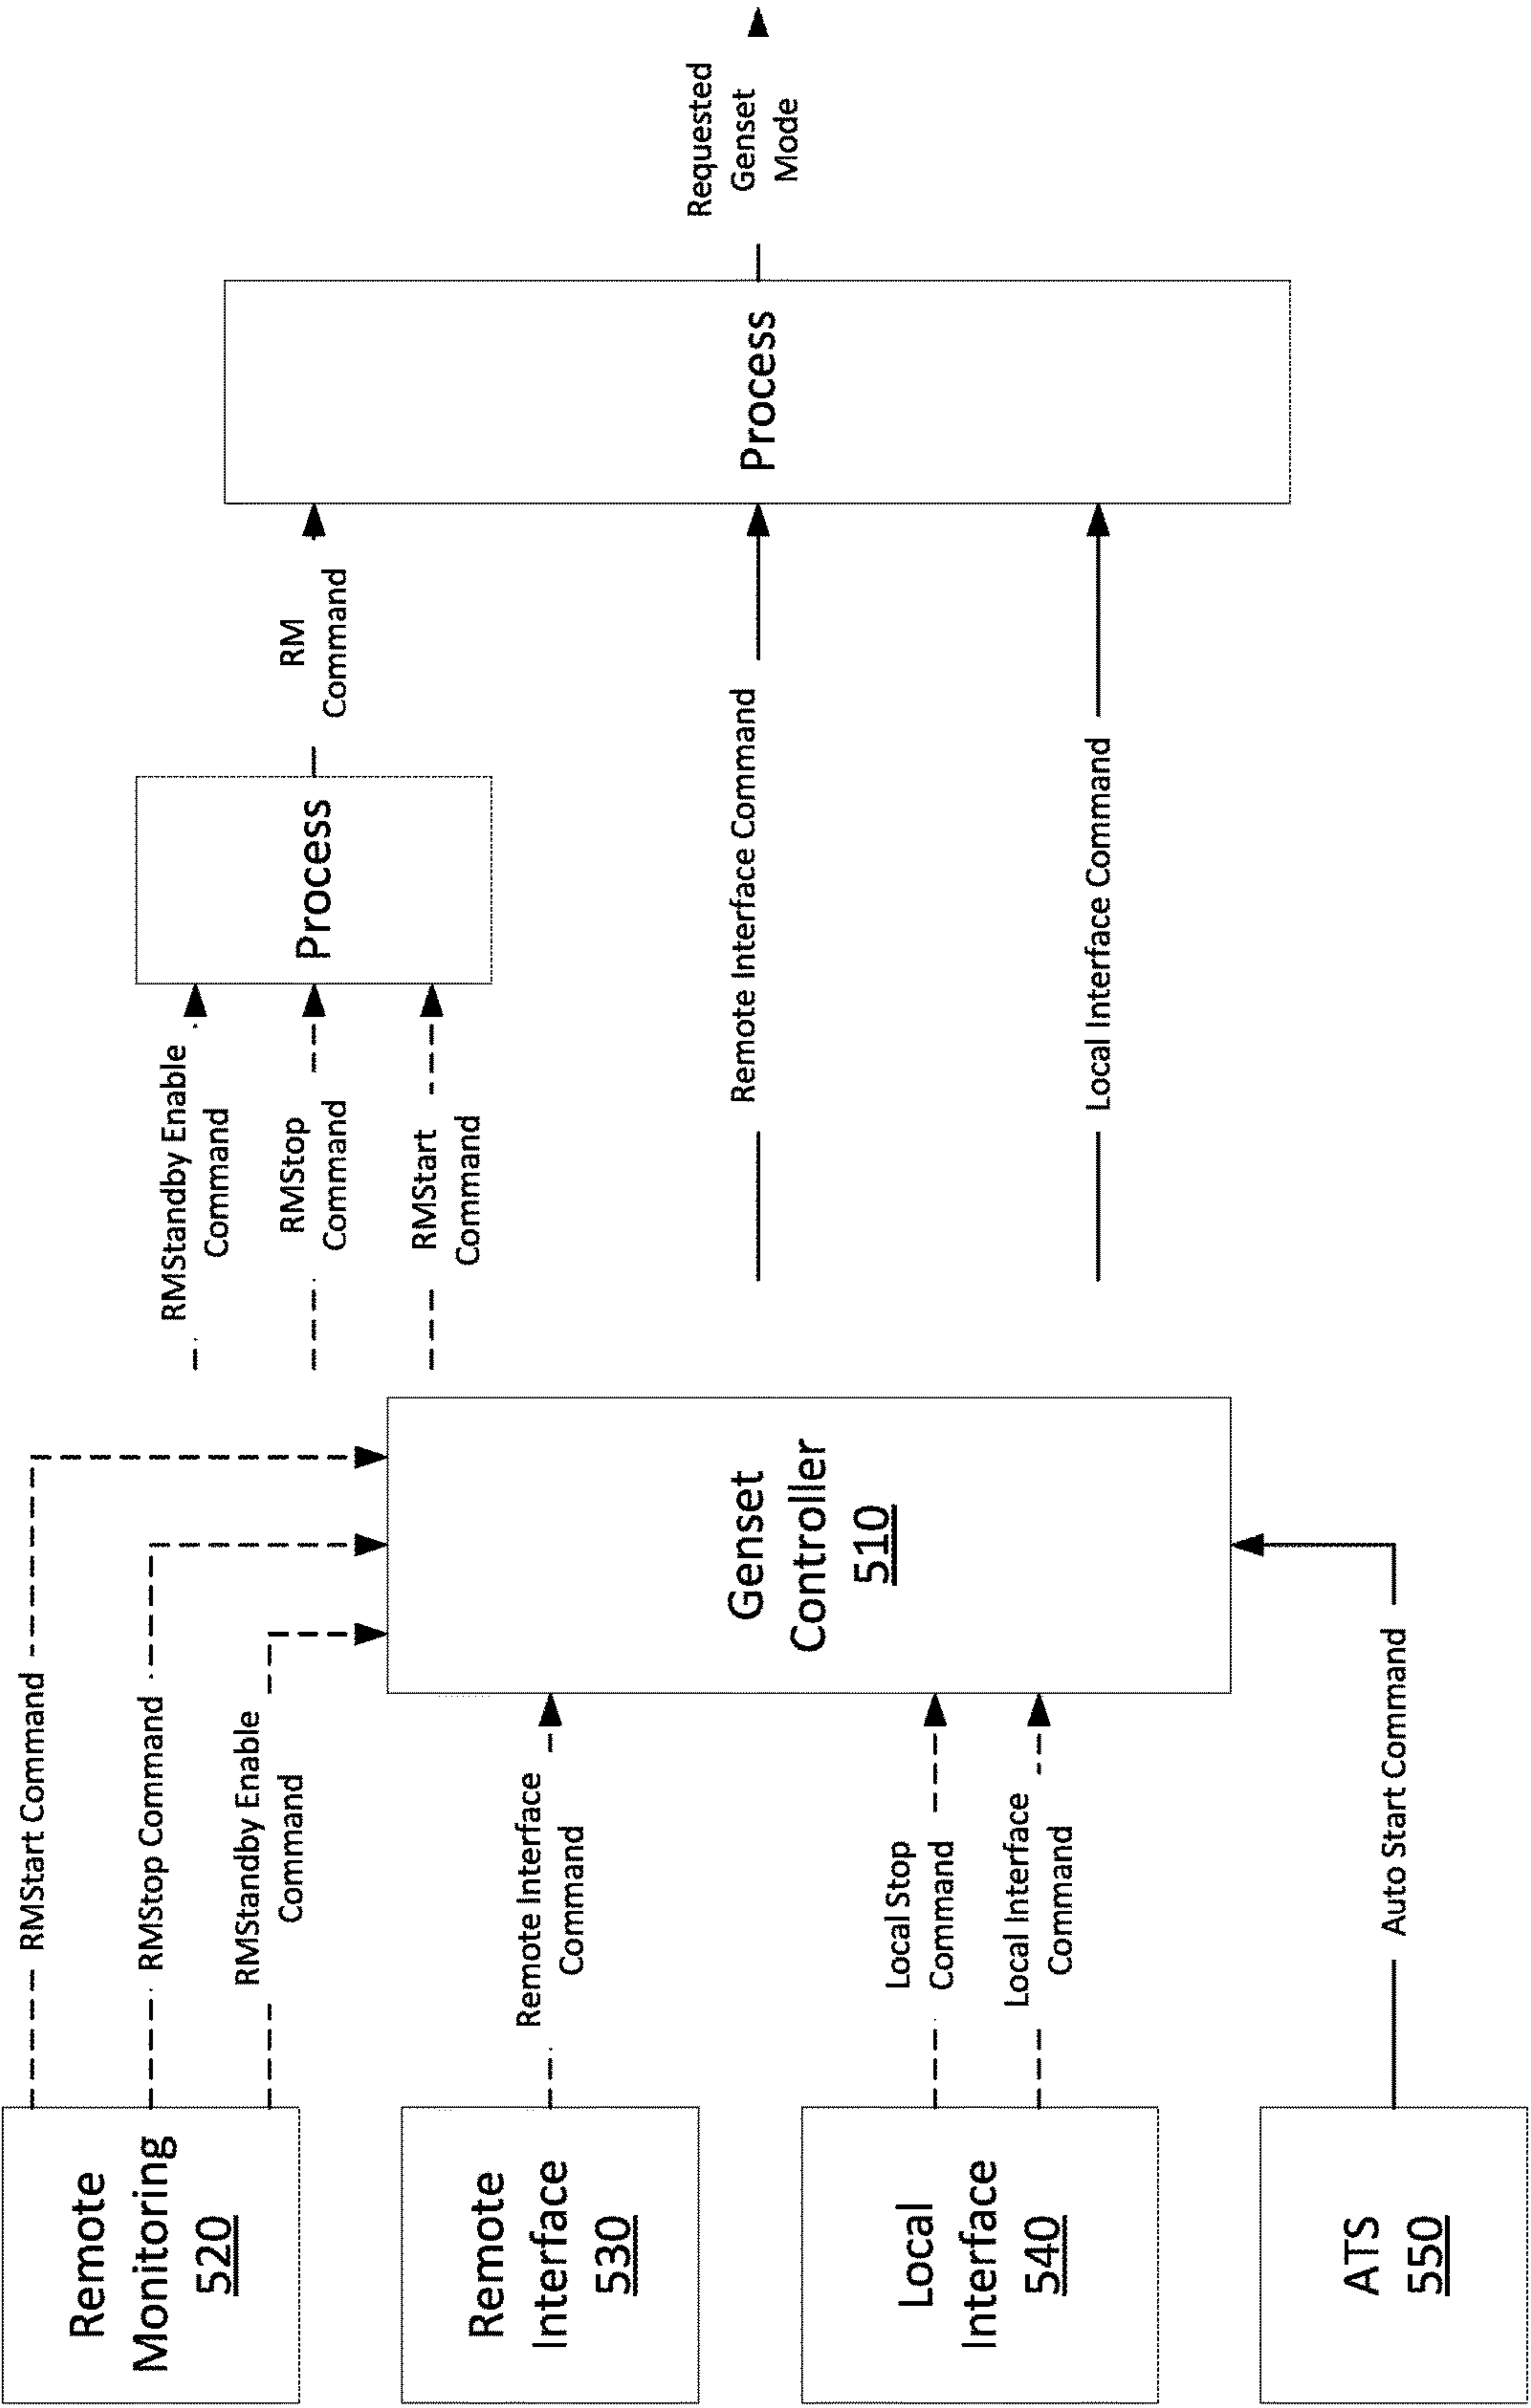 Remote
Monitoring
520
RMStart Command
RMStop Command
RMStandby Enable
Command
Remote
Interface
530
Remote Interface
Command
Local
Interface
540
Local Stop
Command
Local Interface
Command
ATS
550
Auto Start Command
Genset
Controller
510
RMStandby Enable
Command
RMStop
Command
RMStart
Command
Process
RM
Command
Remote Interface Command
Local Interface Command
Process
Requested
Genset
Mode